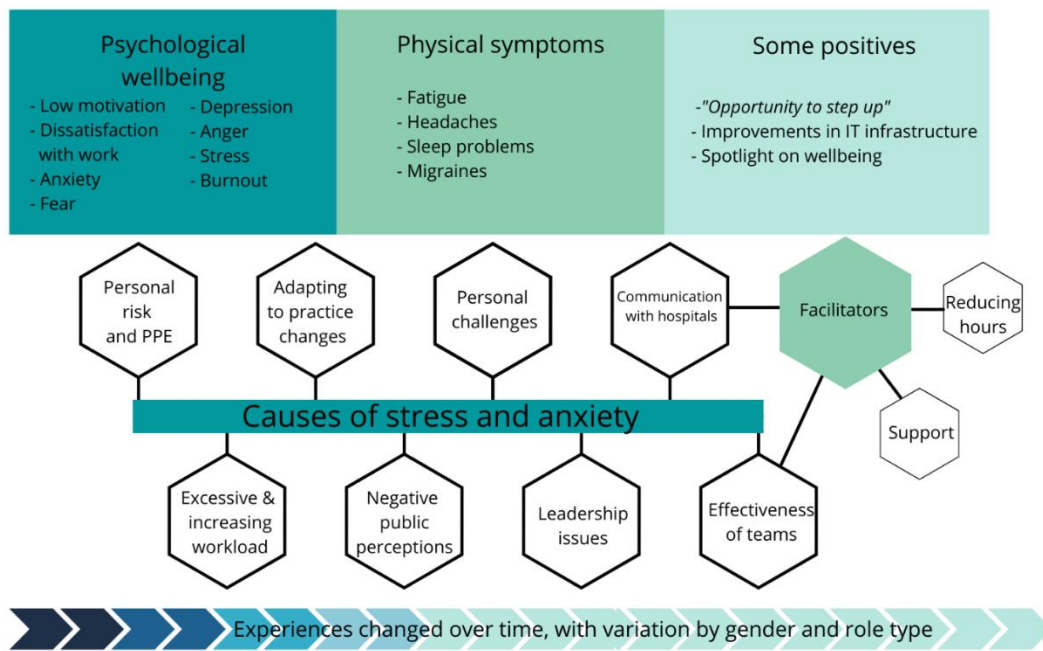 Psychological
wellbeing
- Low motivation
- Dissatisfaction
with work
- Anxiety
- Fear
- Depression
- Anger
- Stress
- Burnout
Physical symptoms
- Fatigue
- Headaches
- Sleep problems
- Migraines
Some positives
-"Opportunity to step up"
- Improvements in IT infrastructure
- Spotlight on wellbeing
Personal
risk
and PPE
Adapting
to practice
changes
Personal
challenges
Communication
with hospitals
Facilitators
Reducing
hours
Support
Causes of stress and anxiety
Excessive &
increasing
workload
Negative
public
perceptions
Leadership
issues
Effectiveness
of teams
Experiences changed over time, with variation by gender and role type